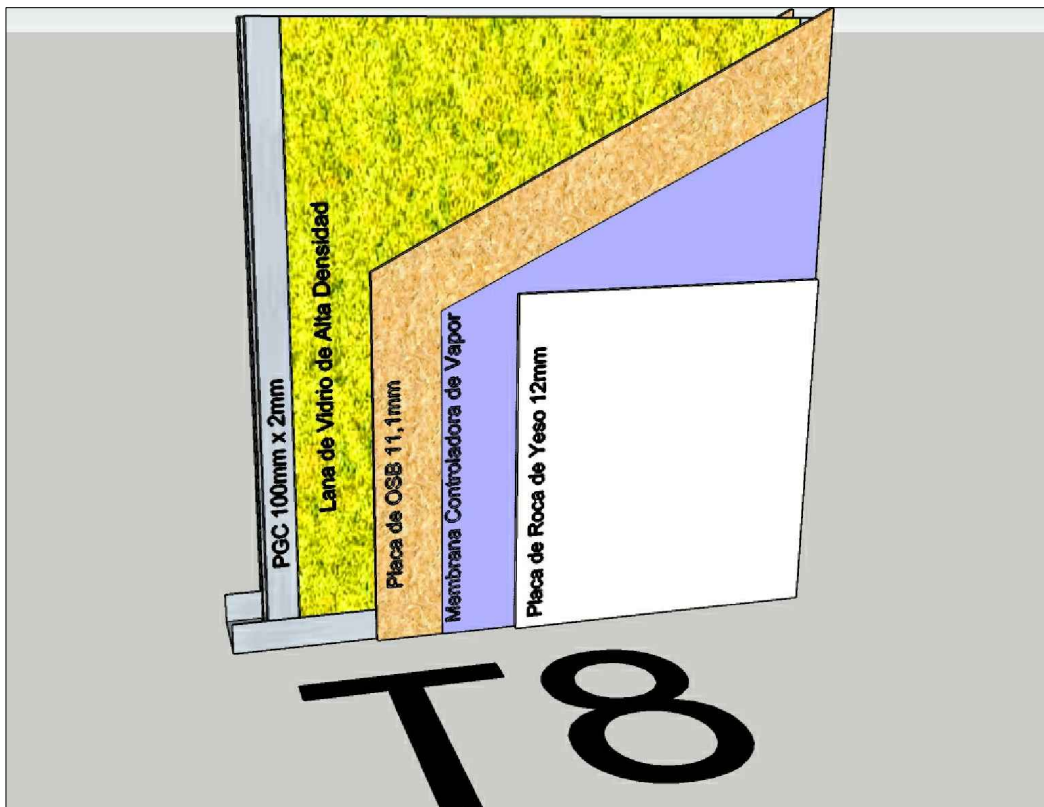 PGC 100mm x 2mm
Lana de Vidrio de Alta Densidad
Placa de OSB 11,1mm
Membrana Controladora de Vapor
Placa de Roca de Yeso 12mm
T8